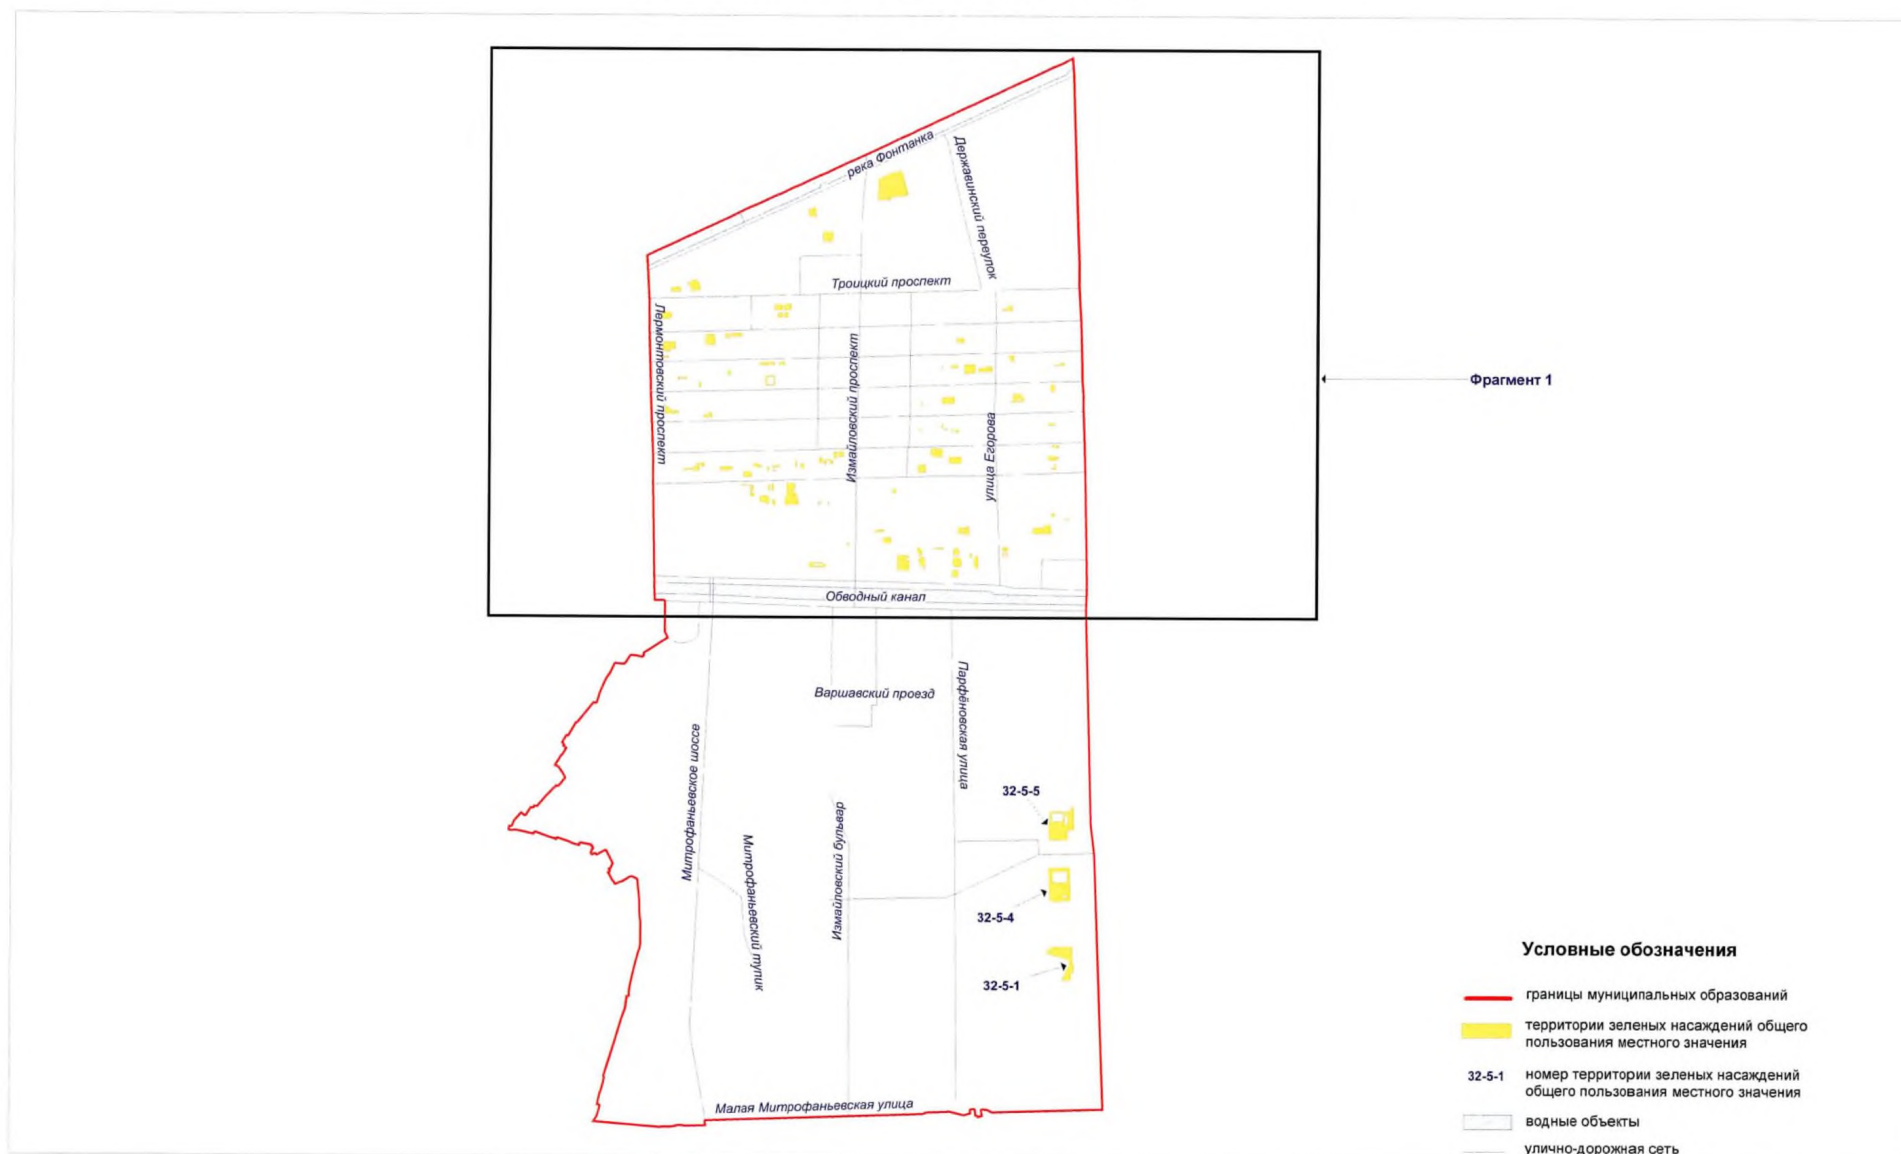 река Фонтанка
Державинский переулок
Троицкий проспект
Лермонтовский проспект
Измайловский проспект
улица Егорова
Фрагмент 1
Обводный канал
Варшавский проезд
Парфёновская улица
Митрофаньевское шоссе
32-5-5
Измайловский бульвар
Митрофаньевский тупик
32-5-4
32-5-1
Малая Митрофаньевская улица
Условные обозначения
границы муниципальных образований
территории зеленых насаждений общего
пользования местного значения
32-5-1 номер территории зеленых насаждений
общего пользования местного значения
водные объекты
улично-дорожная сеть